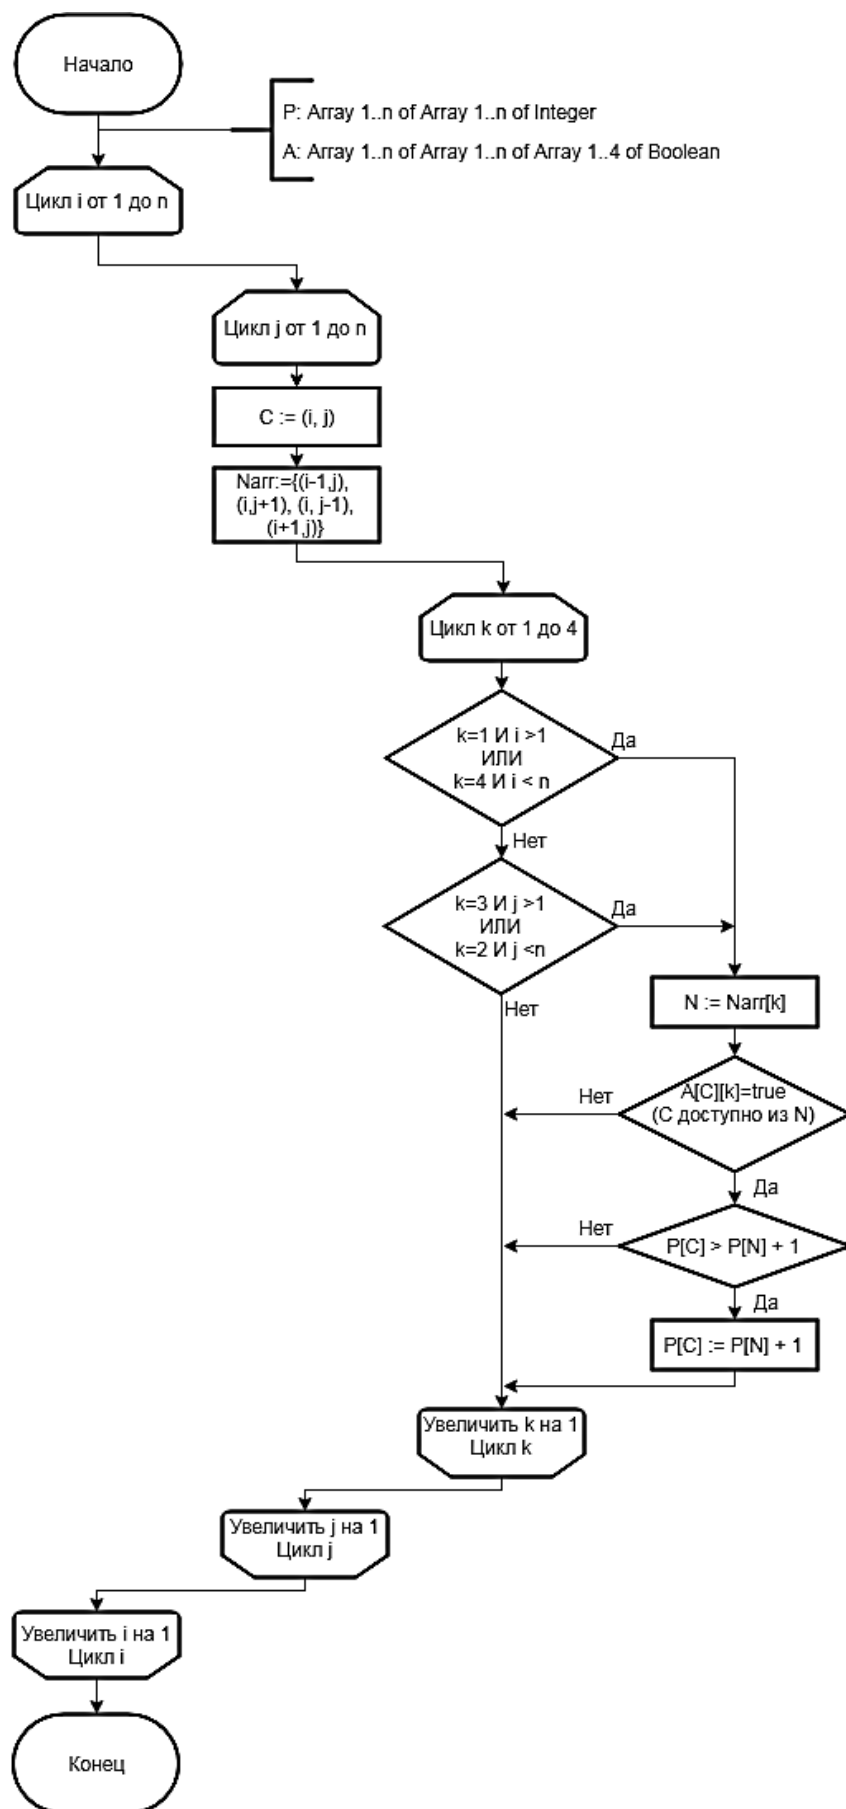 Начало
P: Array 1..n of Array 1..n of Integer
A: Array 1..n of Array 1..n of Array 1..4 of Boolean
Цикл i от 1 до n
Цикл j от 1 до n
C := (i, j)
Narr:={(i-1,j),
(i,j+1), (i, j-1),
(i+1,j)}
Цикл k от 1 до 4
k=1 И i >1
ИЛИ
k=4 И i < n
Да
Нет
k=3 И j >1
ИЛИ
k=2 И j <n
Да
Нет
N := Narr[k]
A[C][k]=true
(C доступно из N)
Нет
Да
P[C] > P[N] + 1
Нет
Да
P[C] := P[N] + 1
Увеличить k на 1
Цикл k
Увеличить j на 1
Цикл j
Увеличить i на 1
Цикл i
Конец